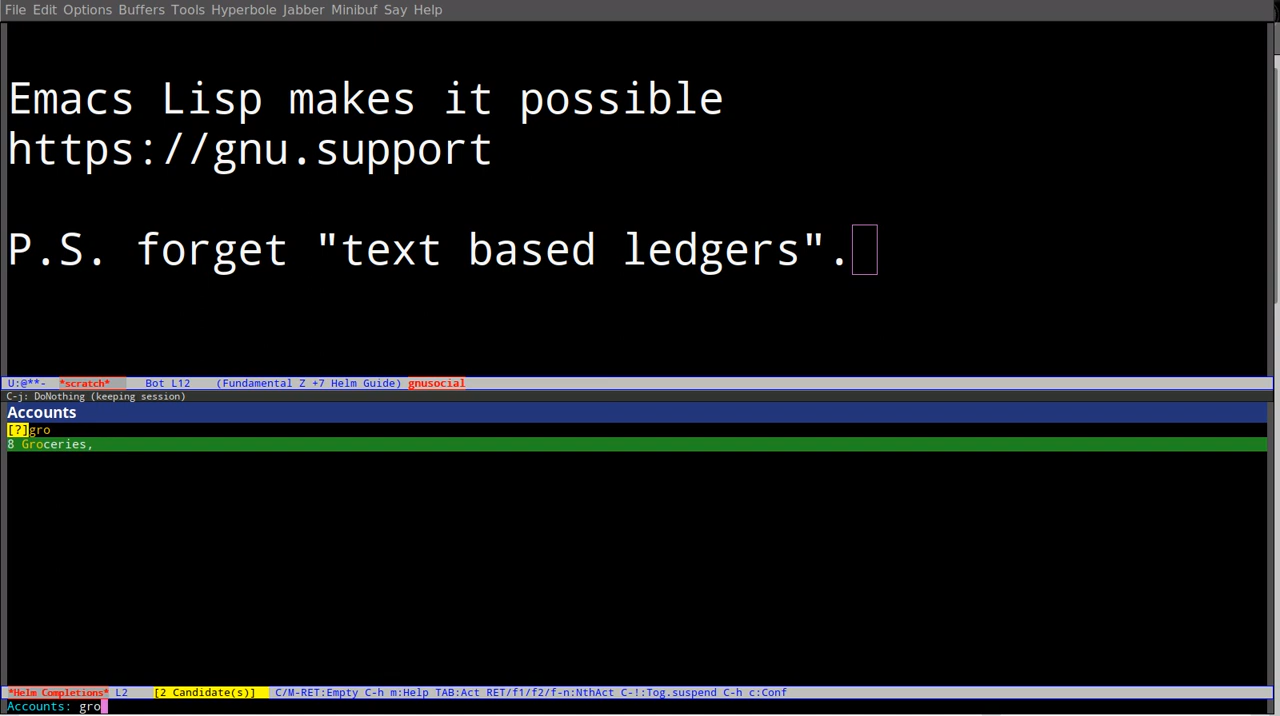 File Edit Options Buffers Tools Hyperbole Jabber Minibuf Say Help
Emacs Lisp makes it possible
https://gnu.support
P.S. forget "text based ledgers".
U:@**- *scratch* Bot L12 (Fundamental Z +7 Helm Guide) gnusocial
C-j: DoNothing (keeping session)
Accounts
[?]gro
8 Groceries,
*Helm Completions* L2 [2 Candidate(s)] C/M-RET:Empty C-h m:Help TAB:Act RET/f1/f2/f-n:NthAct C-!:Tog.suspend C-h c:Conf
Accounts: gro